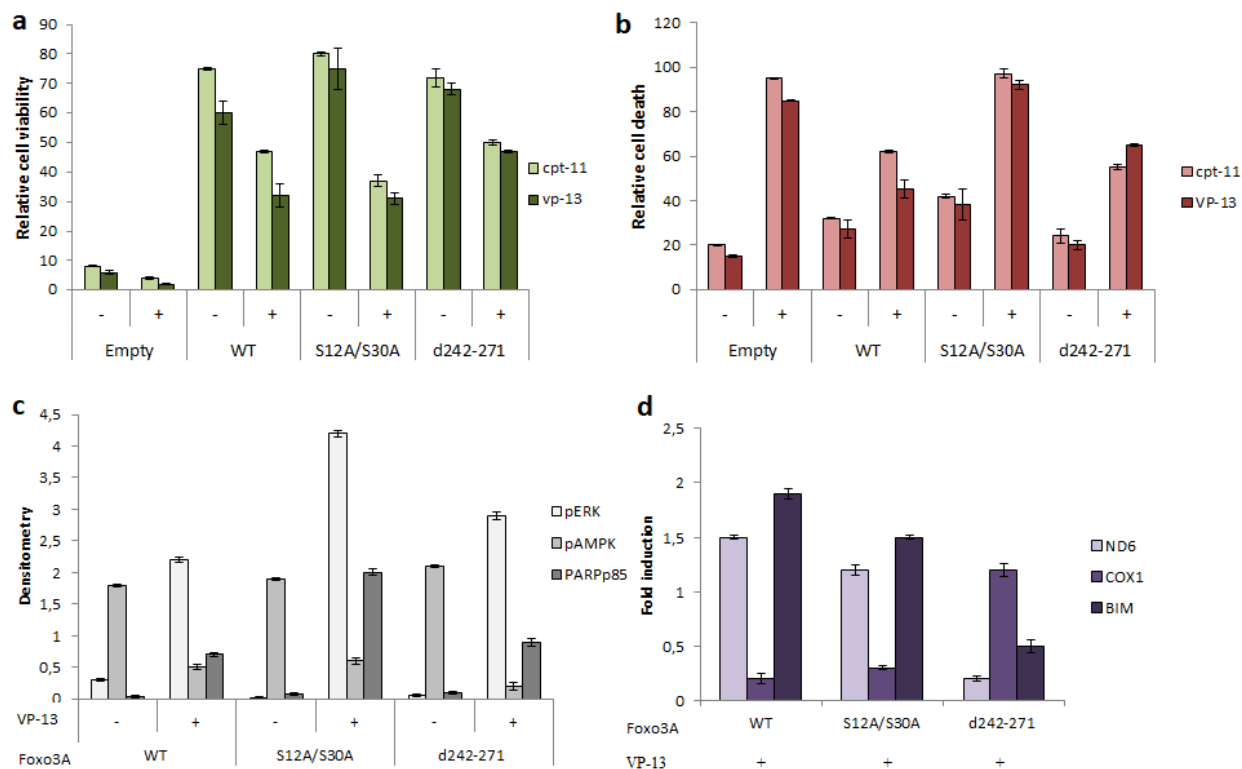 a
Relative cell viability
90
80
70
60
50
40
30
20
10
0
cpt-11
vp-13
- + - + - + - +
Empty WT S12A/S30A d242-271
b
Relative cell death
120
100
80
60
40
20
0
cpt-11
VP-13
- + - + - + - +
Empty WT S12A/S30A d242-271
c
Densitometry
4,5
4
3,5
3
2,5
2
1,5
1
0,5
0
pERK
pAMPK
PARPp85
VP-13 - + - + - +
Foxo3A WT S12A/S30A d242-271
d
Fold induction
2,5
2
1,5
1
0,5
0
ND6
COX1
BIM
Foxo3A WT S12A/S30A d242-271
VP-13 + + +